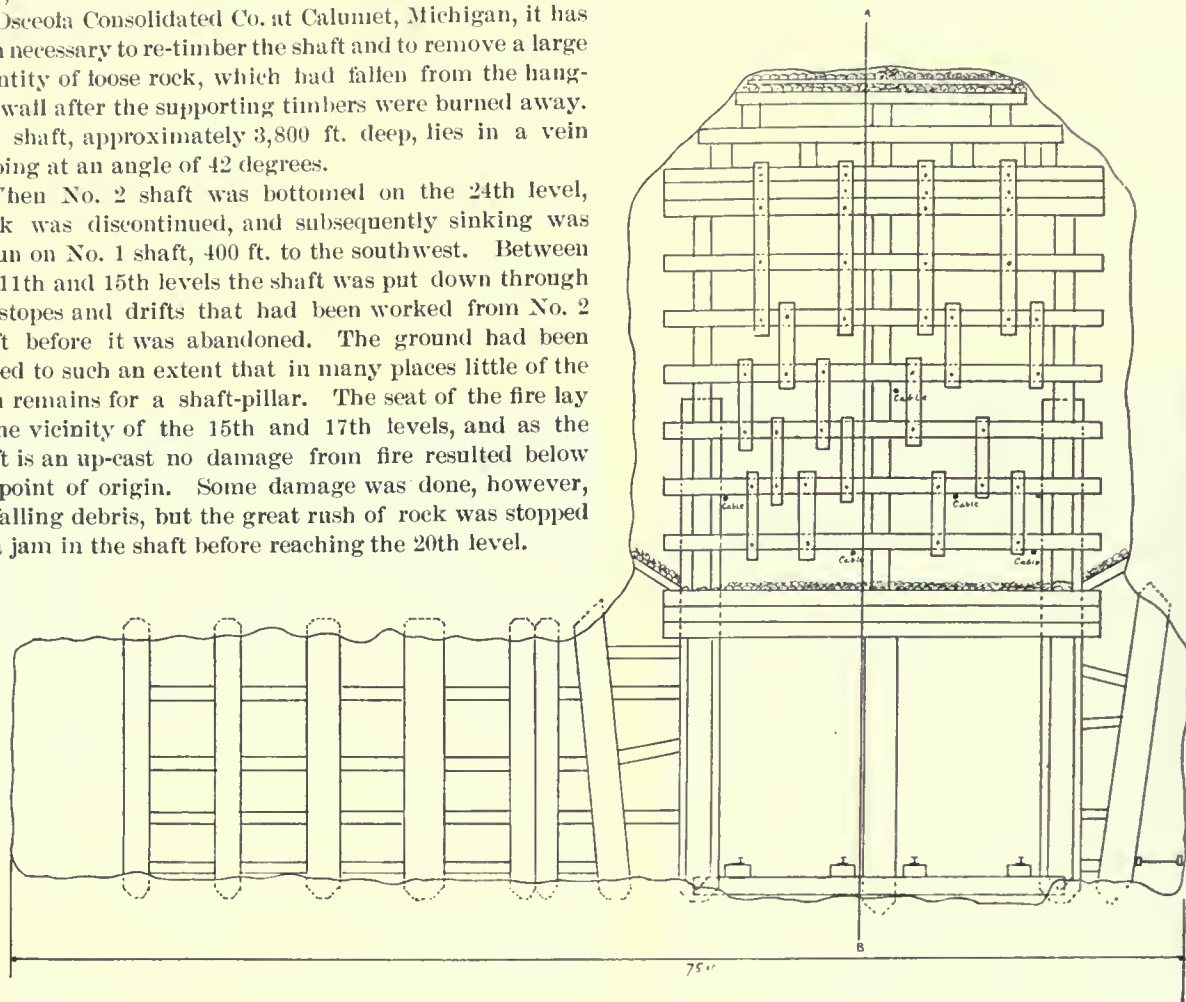 Osceola Consolidated Co. at Calumet, Michigan, it has
n necessary to re-timber the shaft and to remove a large
ntity of loose rock, which had fallen from the hang-
wall after the supporting timbers were burned away.
shaft, approximately 3,800 ft. deep, lies in a vein
ping at an angle of 42 degrees.
hen No. 2 shaft was bottomed on the 24th level,
k was discontinued, and subsequently sinking was
un on No. 1 shaft, 400 ft. to the southwest. Between
11th and 15th levels the shaft was put down through
stopes and drifts that had been worked from No. 2
ft before it was abandoned. The ground had been
ed to such an extent that in many places little of the
n remains for a shaft-pillar. The seat of the fire lay
he vicinity of the 15th and 17th levels, and as the
ft is an up-cast no damage from fire resulted below
point of origin. Some damage was done, however,
falling debris, but the great rush of rock was stopped
a jam in the shaft before reaching the 20th level.
A
Cable
Cable
Cable
Cable
Cable
B